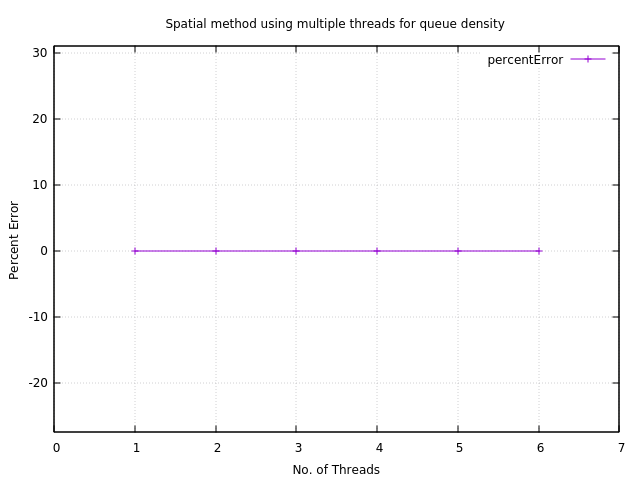 Spatial method using multiple threads for queue density
percentError
30
20
10
0
-10
-20
Percent Error
0 1 2 3 4 5 6 7
No. of Threads